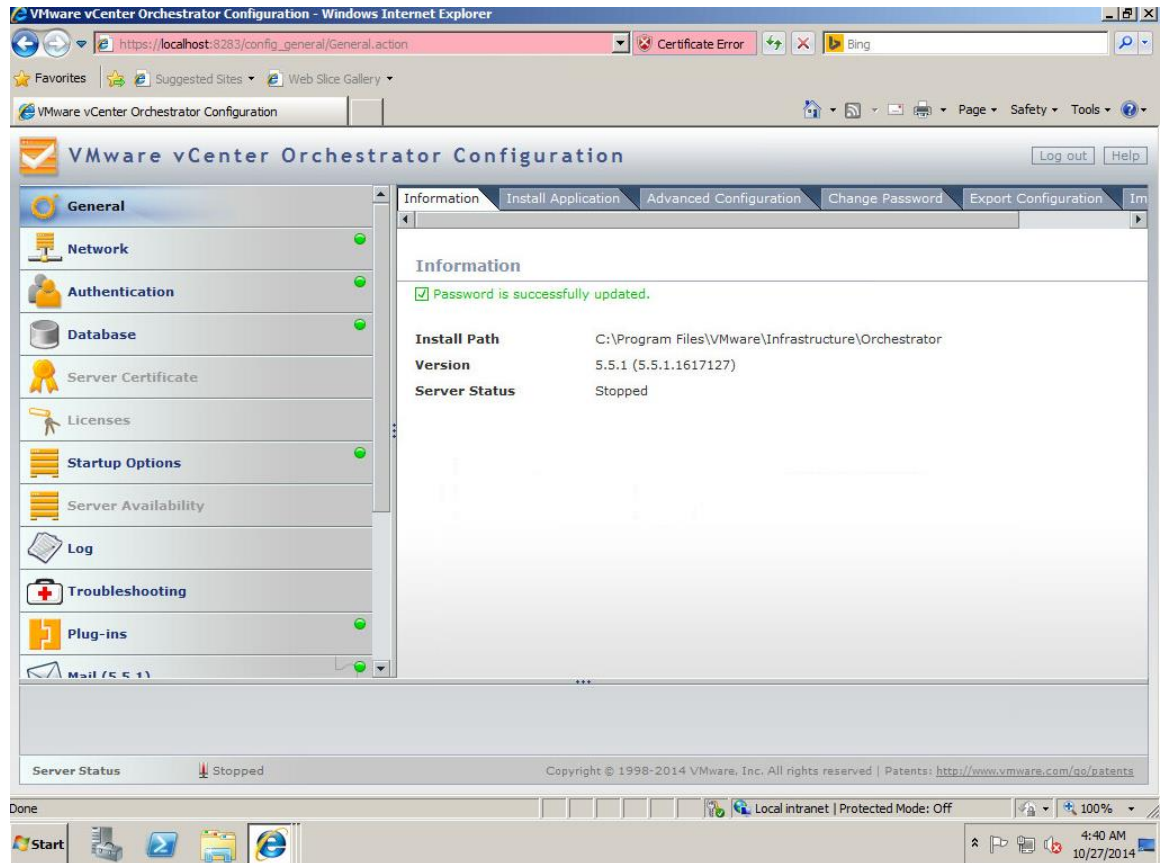 VMware vCenter Orchestrator Configuration - Windows Internet Explorer
https://localhost:8283/config_general/General.action
Certificate Error
Bing
Favorites
Suggested Sites
Web Slice Gallery
VMware vCenter Orchestrator Configuration
Page
Safety
Tools
VMware vCenter Orchestrator Configuration
Log out
Help
General
Network
Authentication
Database
Server Certificate
Licenses
Startup Options
Server Availability
Log
Troubleshooting
Plug-ins
Mail (5.5.1)
Information Install Application Advanced Configuration Change Password Export Configuration Im
Information
Password is successfully updated.
Install Path C:\Program Files\VMware\Infrastructure\Orchestrator
Version 5.5.1 (5.5.1.1617127)
Server Status Stopped
Server Status Stopped
Copyright © 1998-2014 VMware, Inc. All rights reserved | Patents: http://www.vmware.com/go/patents
Done
Local intranet | Protected Mode: Off
100%
Start
4:40 AM
10/27/2014